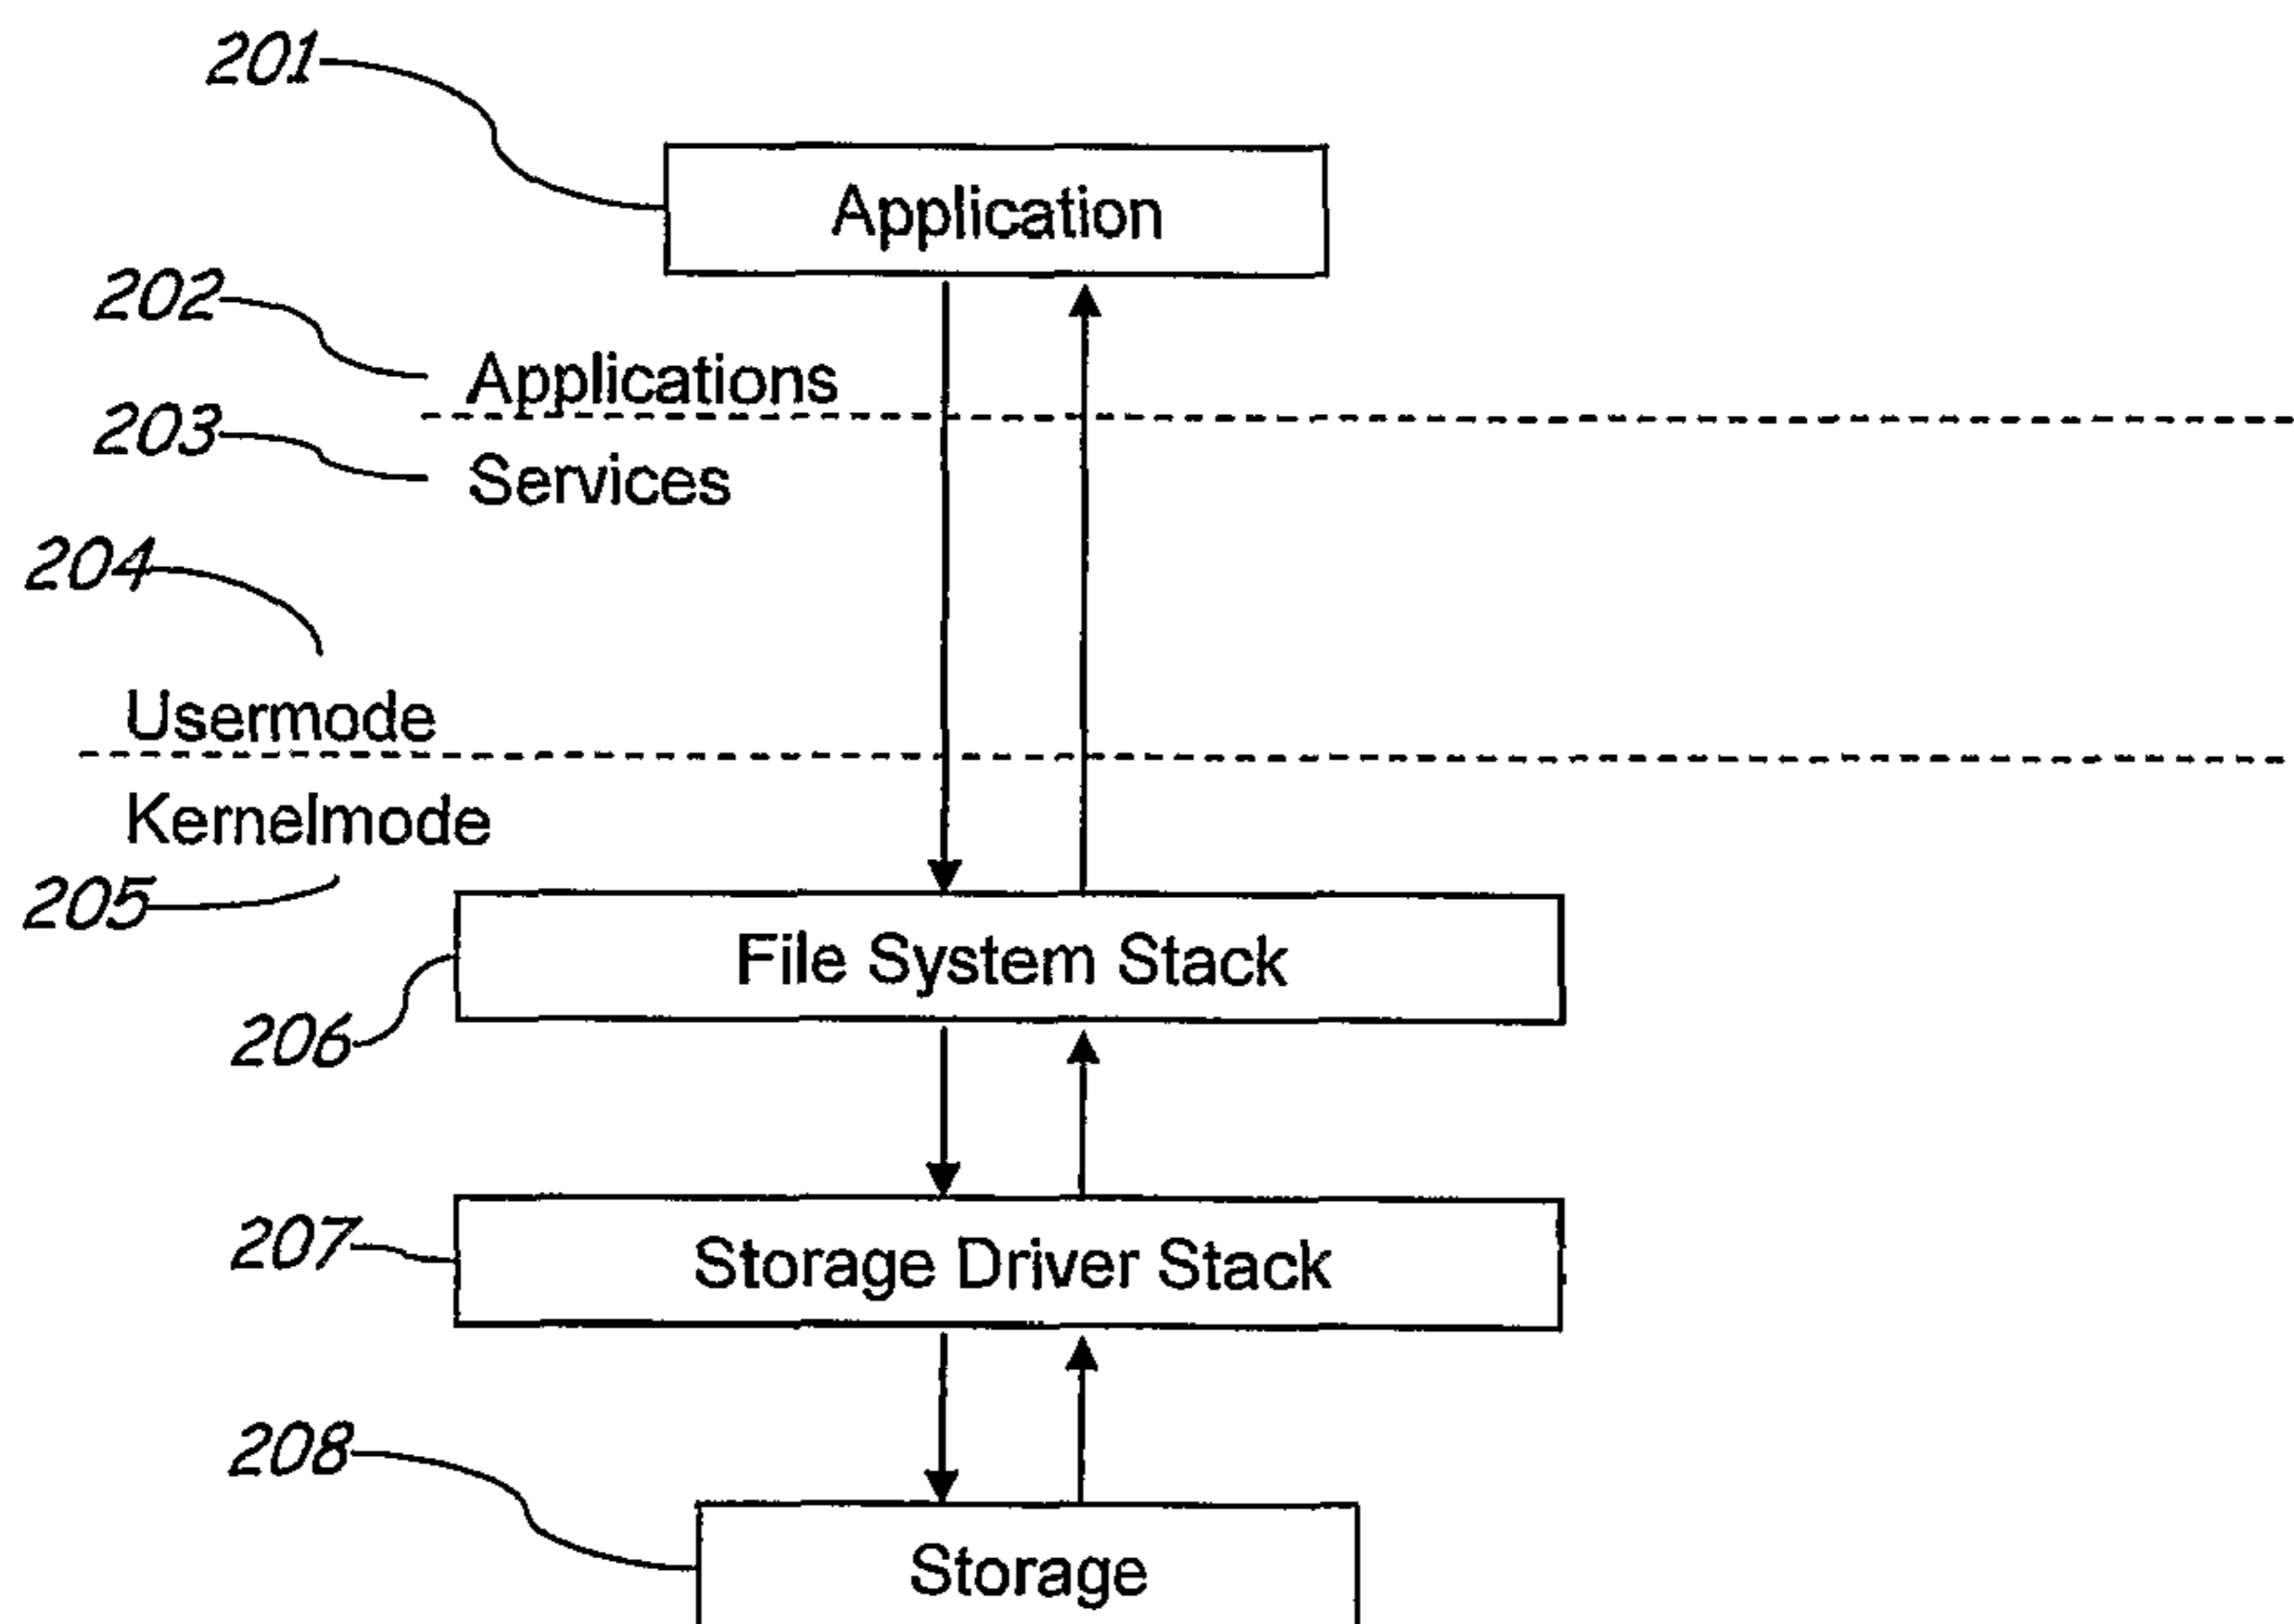 201
Application
202
Applications
203
Services
204
Usermode
Kernelmode
205
File System Stack
206
207
Storage Driver Stack
208
Storage